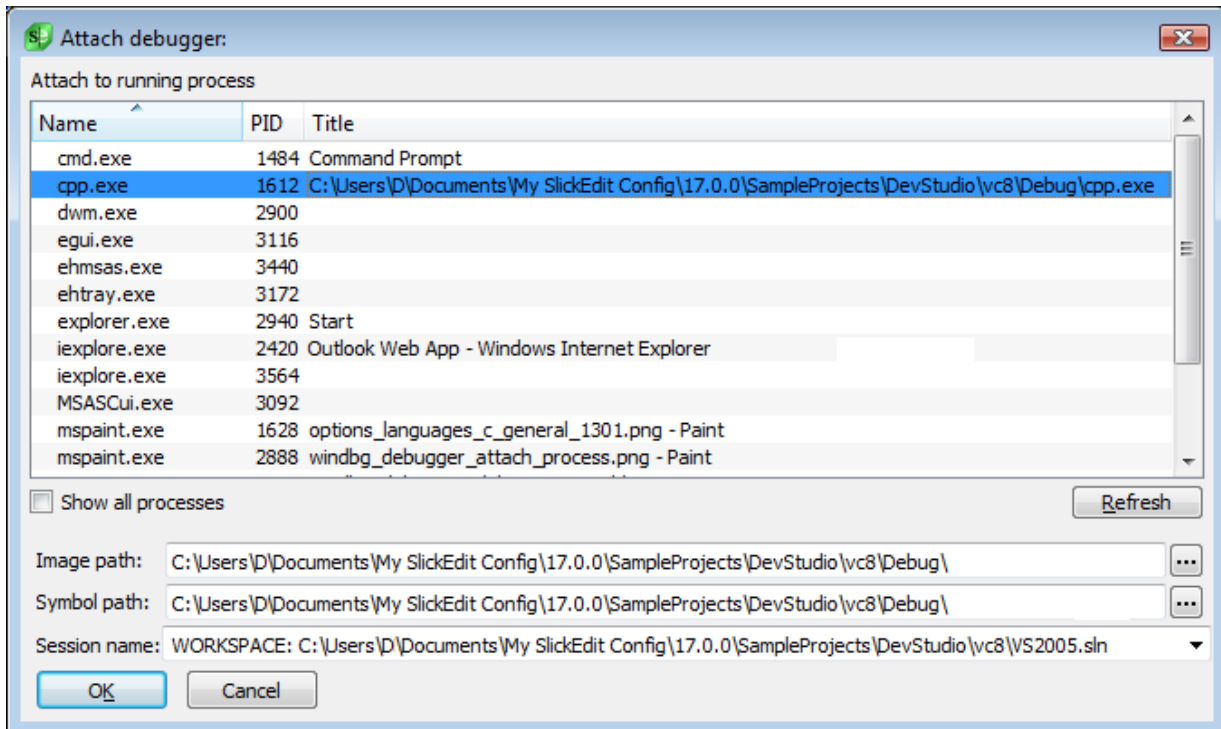 Attach debugger:
Attach to running process
Name PID Title
cmd.exe 1484 Command Prompt
cpp.exe 1612 C:\Users\D\Documents\My SlickEdit Config\17.0.0\SampleProjects\DevStudio\vc8\Debug\cpp.exe
dwm.exe 2900
egui.exe 3116
ehmsas.exe 3440
ehtray.exe 3172
explorer.exe 2940 Start
iexplore.exe 2420 Outlook Web App - Windows Internet Explorer
iexplore.exe 3564
MSASCui.exe 3092
mspaint.exe 1628 options_languages_c_general_1301.png - Paint
mspaint.exe 2888 windbg_debugger_attach_process.png - Paint
Show all processes Refresh
Image path: C:\Users\D\Documents\My SlickEdit Config\17.0.0\SampleProjects\DevStudio\vc8\Debug\ ...
Symbol path: C:\Users\D\Documents\My SlickEdit Config\17.0.0\SampleProjects\DevStudio\vc8\Debug\ ...
Session name: WORKSPACE: C:\Users\D\Documents\My SlickEdit Config\17.0.0\SampleProjects\DevStudio\vc8\VS2005.sln
OK Cancel